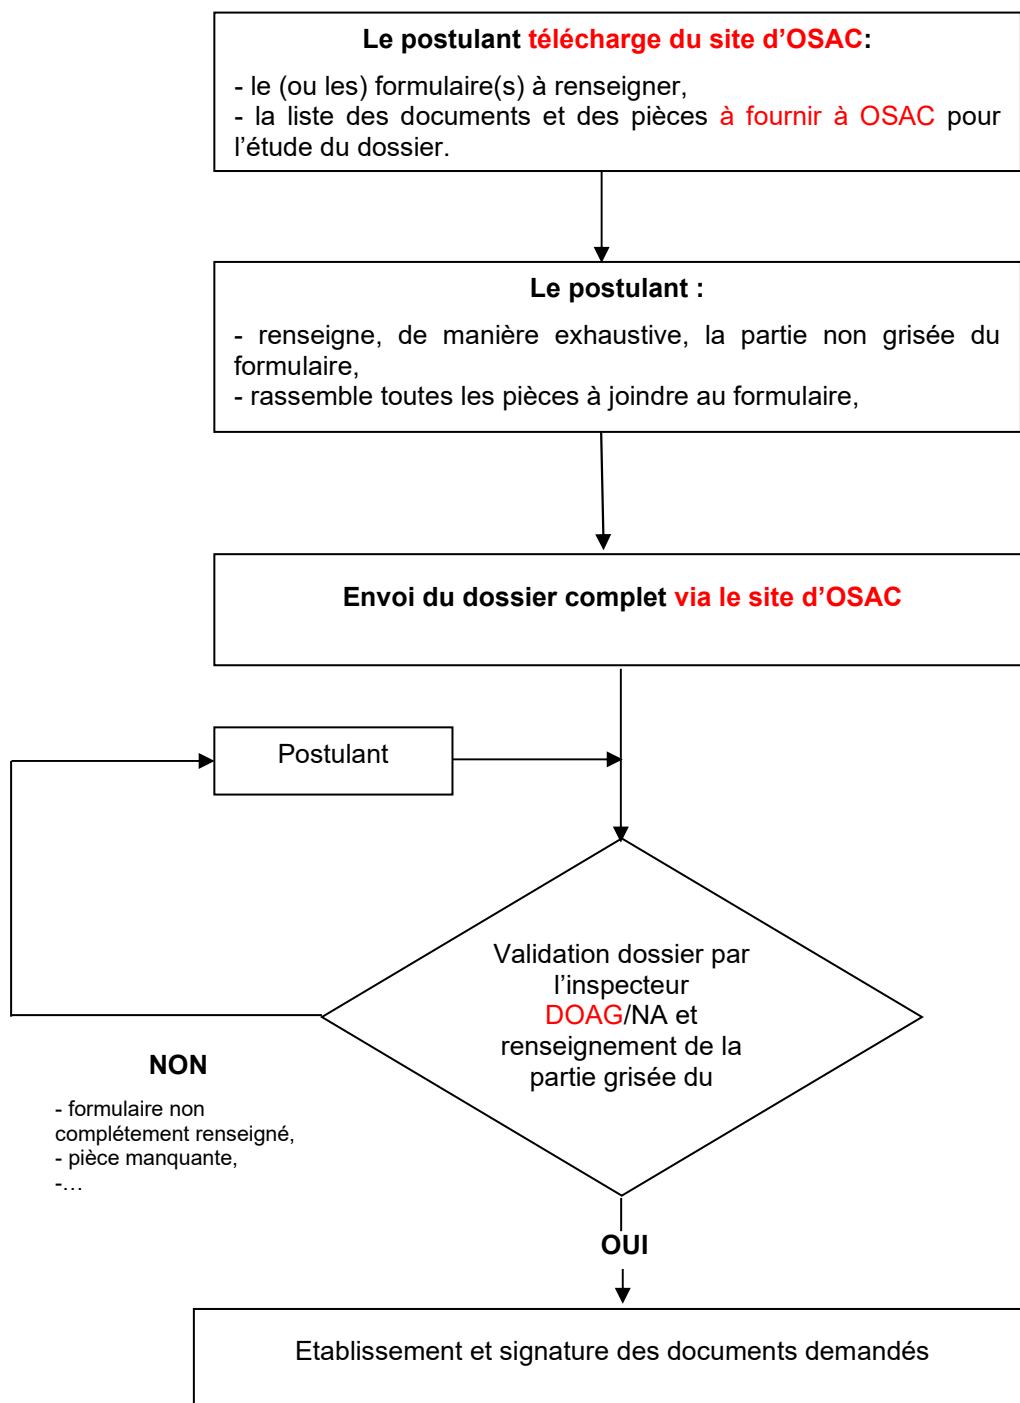 Le postulant télécharge du site d’OSAC:
- le (ou les) formulaire(s) à renseigner,
- la liste des documents et des pièces à fournir à OSAC pour
l’étude du dossier.
Le postulant :
- renseigne, de manière exhaustive, la partie non grisée du
formulaire,
- rassemble toutes les pièces à joindre au formulaire,
Envoi du dossier complet via le site d’OSAC
Postulant
Validation dossier par
l’inspecteur
DOAG/NA et
renseignement de la
partie grisée du
NON
- formulaire non
complétement renseigné,
- pièce manquante,
-…
OUI
Etablissement et signature des documents demandés